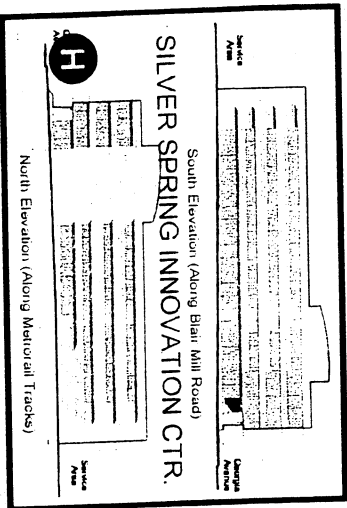 Service
Area
Georgia
Avenue
South Elevation (Along Blair Mill Road)
SILVER SPRING INNOVATION CTR.
H
Service
Area
North Elevation (Along Metrorail Tracks)